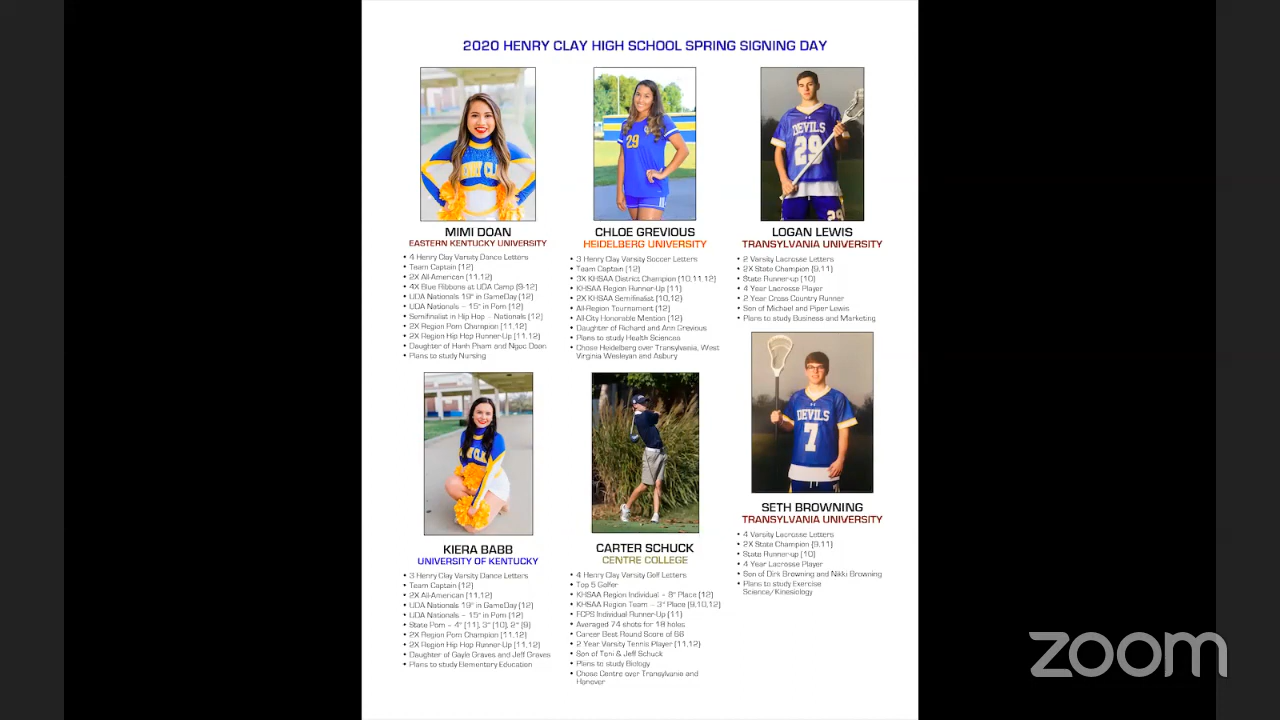 2020 HENRY CLAY HIGH SCHOOL SPRING SIGNING DAY
HENRY CLAY
MIMI DOAN
EASTERN KENTUCKY UNIVERSITY
• 4 Henry Clay Varsity Dance Letters
• Team Captain (12)
• 2X All-American (11,12)
• 4X Blue Ribbons at UDA Camp (9-12)
• UDA Nationals 19th in GameDay (12)
• UDA Nationals – 15th in Pom (12)
• Semifinalist in Hip Hop – Nationals (12)
• 2X Region Pom Champion (11,12)
• 2X Region Hip Hop Runner-Up (11,12)
• Daughter of Hanh Pham and Ngoc Doan
• Plans to study Nursing
KIERA BABB
UNIVERSITY OF KENTUCKY
• 3 Henry Clay Varsity Dance Letters
• Team Captain (12)
• 2X All-American (11,12)
• UDA Nationals 19th in GameDay (12)
• UDA Nationals – 15th in Pom (12)
• State Pom – 4th (11), 3rd (10), 2nd (9)
• 2X Region Pom Champion (11,12)
• 2X Region Hip Hop Runner-Up (11,12)
• Daughter of Gayle Graves and Jeff Graves
• Plans to study Elementary Education
29
CHLOE GREVIOUS
HEIDELBERG UNIVERSITY
• 3 Henry Clay Varsity Soccer Letters
• Team Captain (12)
• 3X KHSAA District Champion (10,11,12)
• KHSAA Region Runner-Up (11)
• 2X KHSAA Semifinalist (10,12)
• All-Region Tournament (12)
• All-City Honorable Mention (12)
• Daughter of Richard and Ann Grevious
• Plans to study Health Sciences
• Chose Heidelberg over Transylvania, West
Virginia Wesleyan and Asbury
CARTER SCHUCK
CENTRE COLLEGE
• 4 Henry Clay Varsity Golf Letters
• Top 5 Golfer
• KHSAA Region Individual – 8th Place (12)
• KHSAA Region Team – 3rd Place (9,10,12)
• FCPS Individual Runner-Up (11)
• Averaged 74 shots for 18 holes
• Career Best Round Score of 66
• 2 Year Varsity Tennis Player (11,12)
• Son of Toni & Jeff Schuck
• Plans to study Biology
• Chose Centre over Transylvania and
Hanover
DEVILS
29
29
LOGAN LEWIS
TRANSYLVANIA UNIVERSITY
• 2 Varsity Lacrosse Letters
• 2X State Champion (9,11)
• State Runner-up (10)
• 4 Year Lacrosse Player
• 2 Year Cross Country Runner
• Son of Michael and Piper Lewis
• Plans to study Business and Marketing
DEVILS
7
SETH BROWNING
TRANSYLVANIA UNIVERSITY
• 4 Varsity Lacrosse Letters
• 2X State Champion (9,11)
• State Runner-up (10)
• 4 Year Lacrosse Player
• Son of Dirk Browning and Nikki Browning
• Plans to study Exercise
Science/Kinesiology
zoom